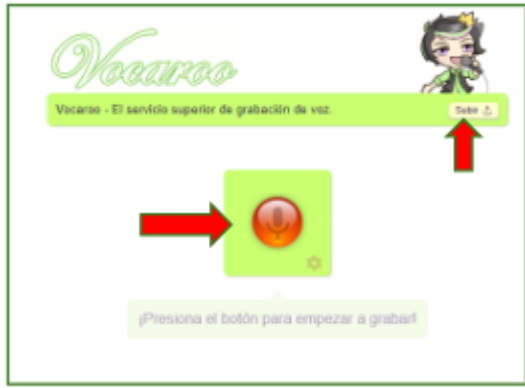 Vocaroo
Vocaroo - El servicio superior de grabación de voz.
Subir
¡Presiona el botón para empezar a grabar!